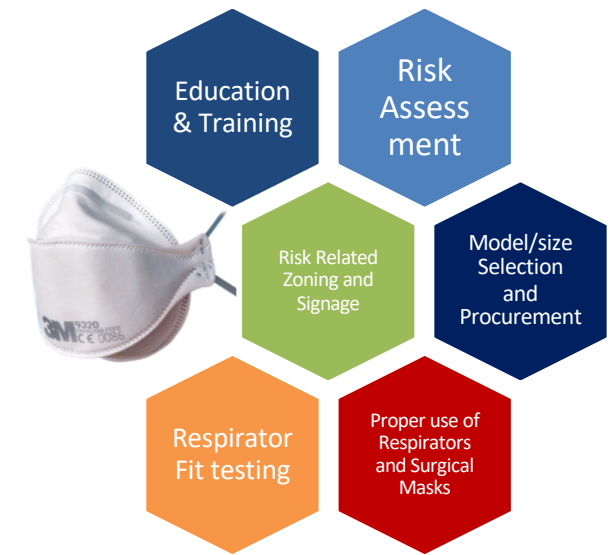 Education
& Training
Risk
Assess
ment
Risk Related
Zoning and
Signage
Model/size
Selection
and
Procurement
3M 9320
CE 0086
Respirator
Fit testing
Proper use of
Respirators
and Surgical
Masks